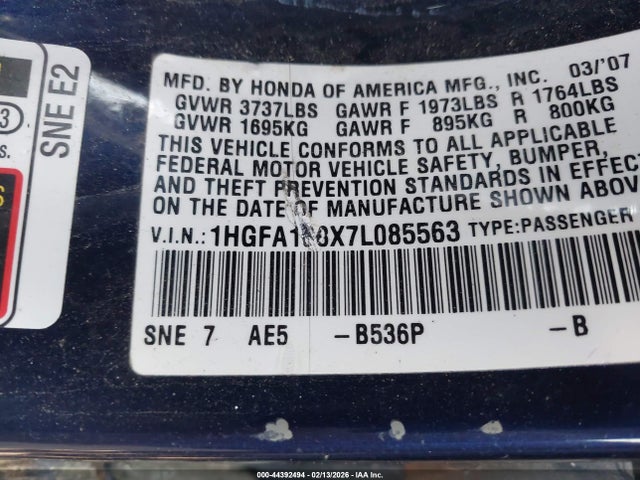 MFD. BY HONDA OF AMERICA MFG., INC. 03/'07
GVWR 3737LBS GAWR F 1973LBS R 1764LBS
GVWR 1695KG GAWR F 895KG R 800KG
THIS VEHICLE CONFORMS TO ALL APPLICABLE
FEDERAL MOTOR VEHICLE SAFETY, BUMPER,
AND THEFT PREVENTION STANDARDS IN EFFECT
ON THE DATE OF MANUFACTURE SHOWN ABOV
V.I.N.: TYPE:PASSENGER
SNE 7 AE5 -B536P -B
SNE E2
3
S.
S
000-44392494 - 02/13/2026 - IAA Inc.